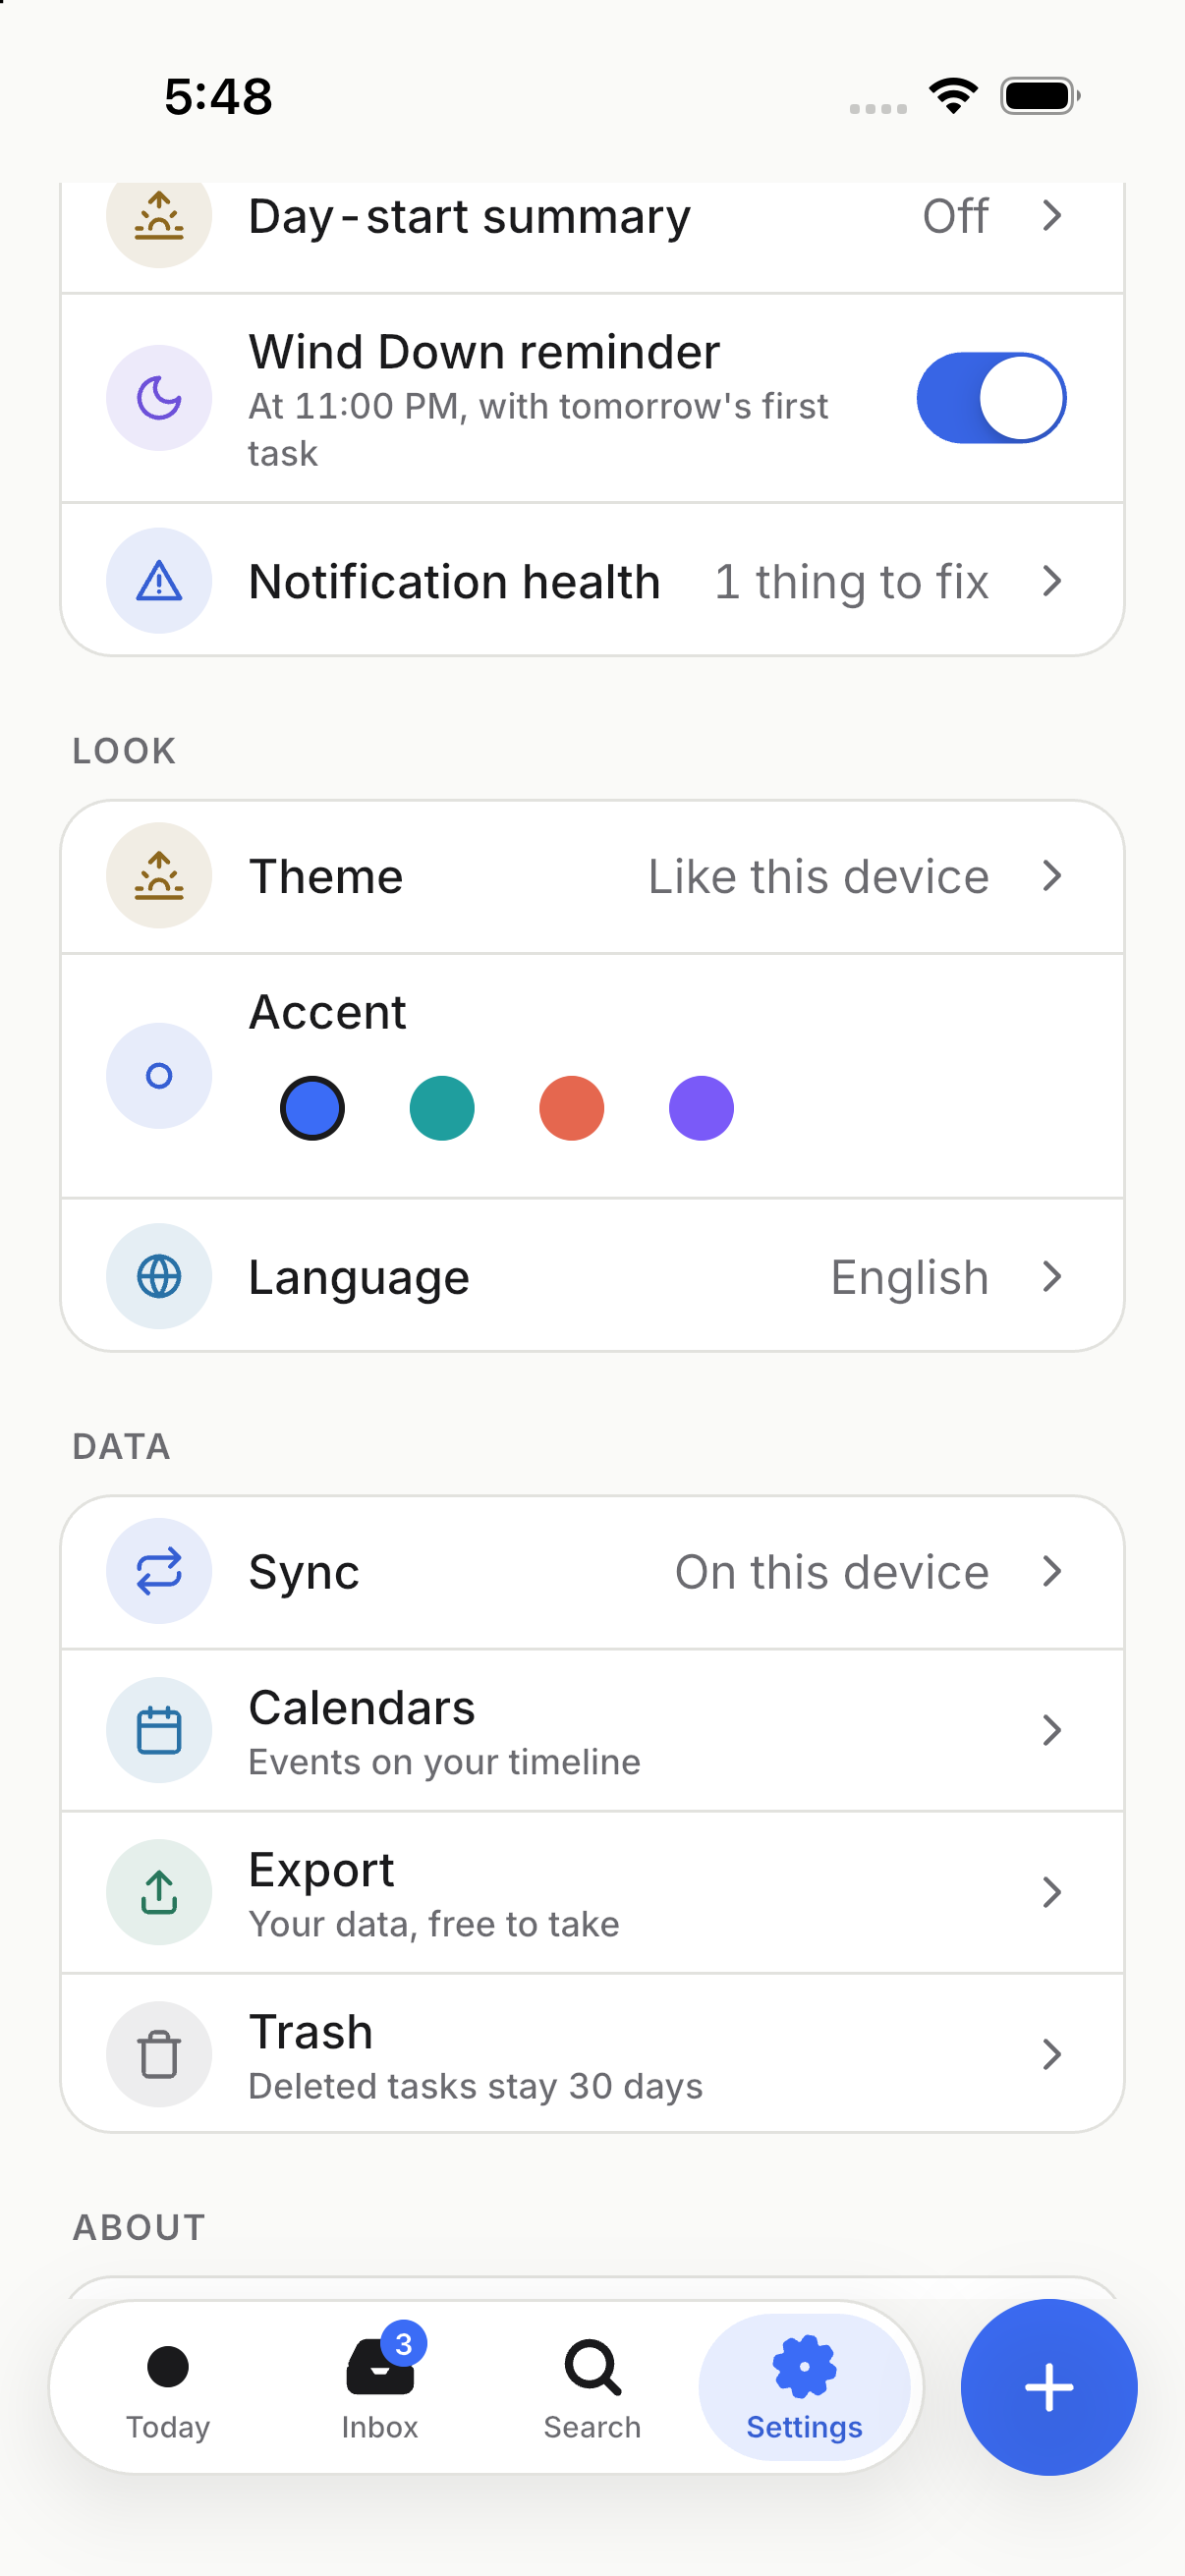 5:48
Day-start summary
Off
Wind Down reminder
At 11:00 PM, with tomorrow's first
task
Notification health
1 thing to fix
LOOK
Theme
Like this device
Accent
Language
English
DATA
Sync
On this device
Calendars
Events on your timeline
Export
Your data, free to take
Trash
Deleted tasks stay 30 days
ABOUT
3
Today
Inbox
Search
Settings